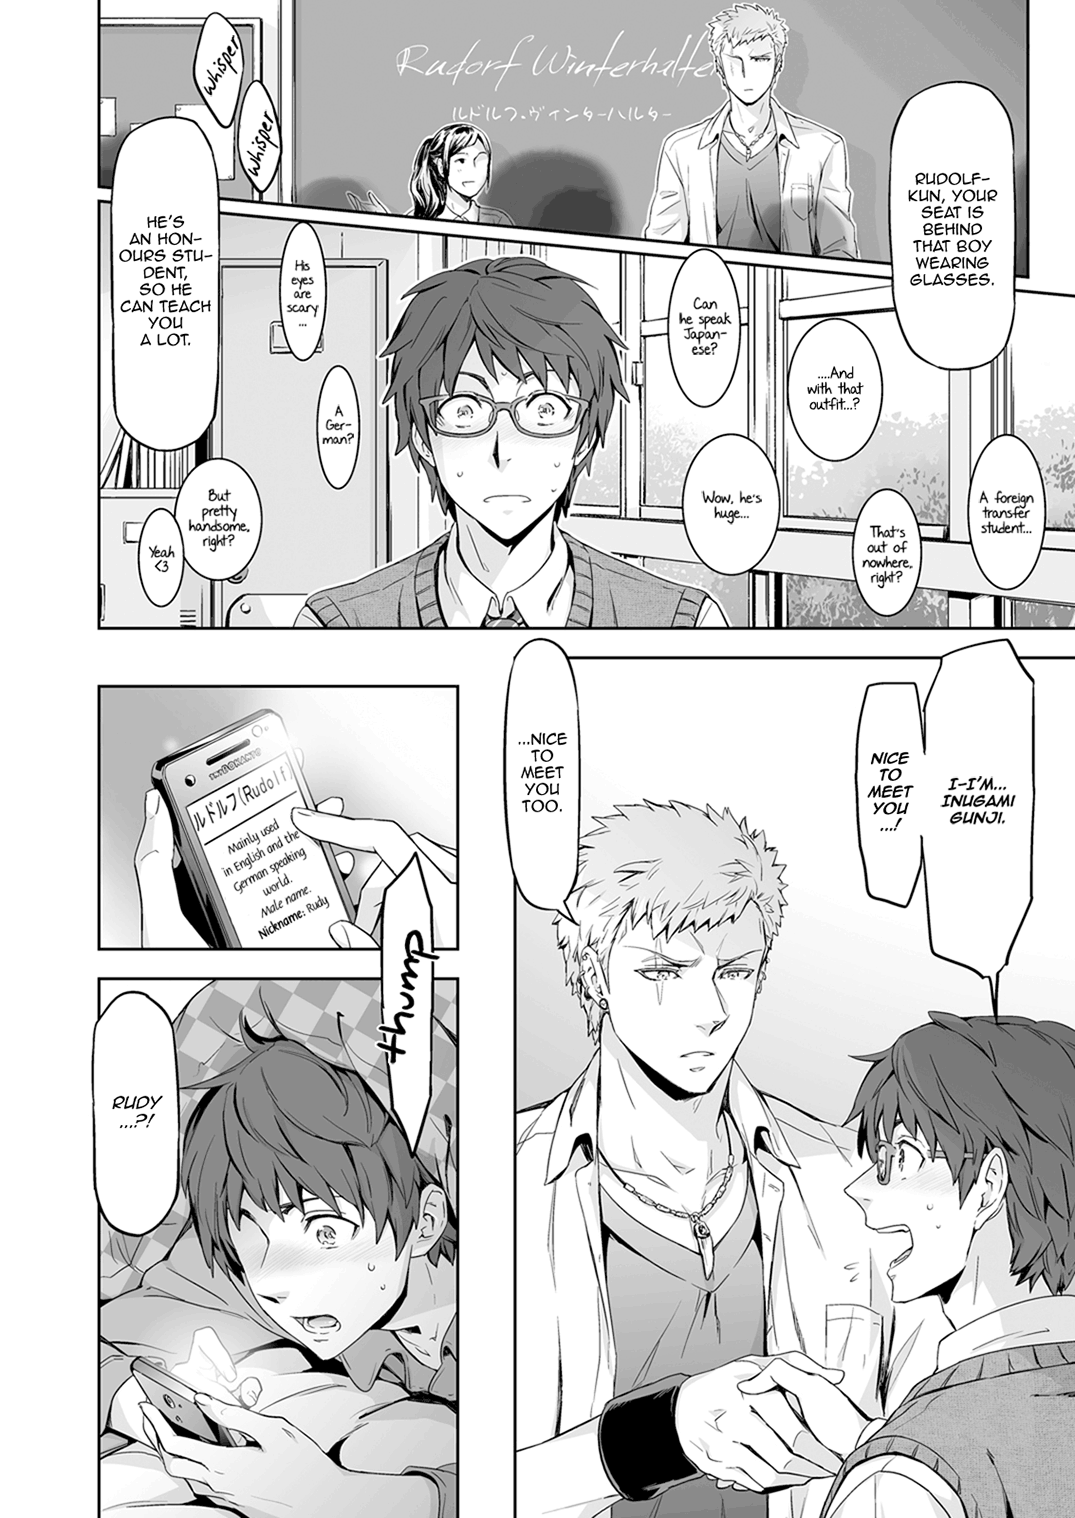 Rudorf Winterhalter
ルドルフ・ヴィンターハルター
RUDOLF-
KUN, YOUR
SEAT IS
BEHIND
THAT BOY
WEARING
GLASSES.
whisper
whisper
HE'S
AN HON-
OURS STU-
DENT,
SO HE
CAN TEACH
YOU
A LOT.
A foreign
transfer
student...
That's
out of
nowhere,
right?
....And
with that
outfit...?
Can
he speak
Japan-
ese?
Wow, he's
huge...
His
eyes
are
scary
...
A
Ger-
man?
But
pretty
handsome,
right?
Yeah
<3
I-I'M...
INUGAMI
GUNJI.
NICE
TO
MEET
YOU
...!
...NICE
TO
MEET
YOU
TOO.
ルドルフ(Rudolf)
Mainly used
in English and the
German speaking
world.
Male name.
Nickname: Rudy
RUDY
...?!